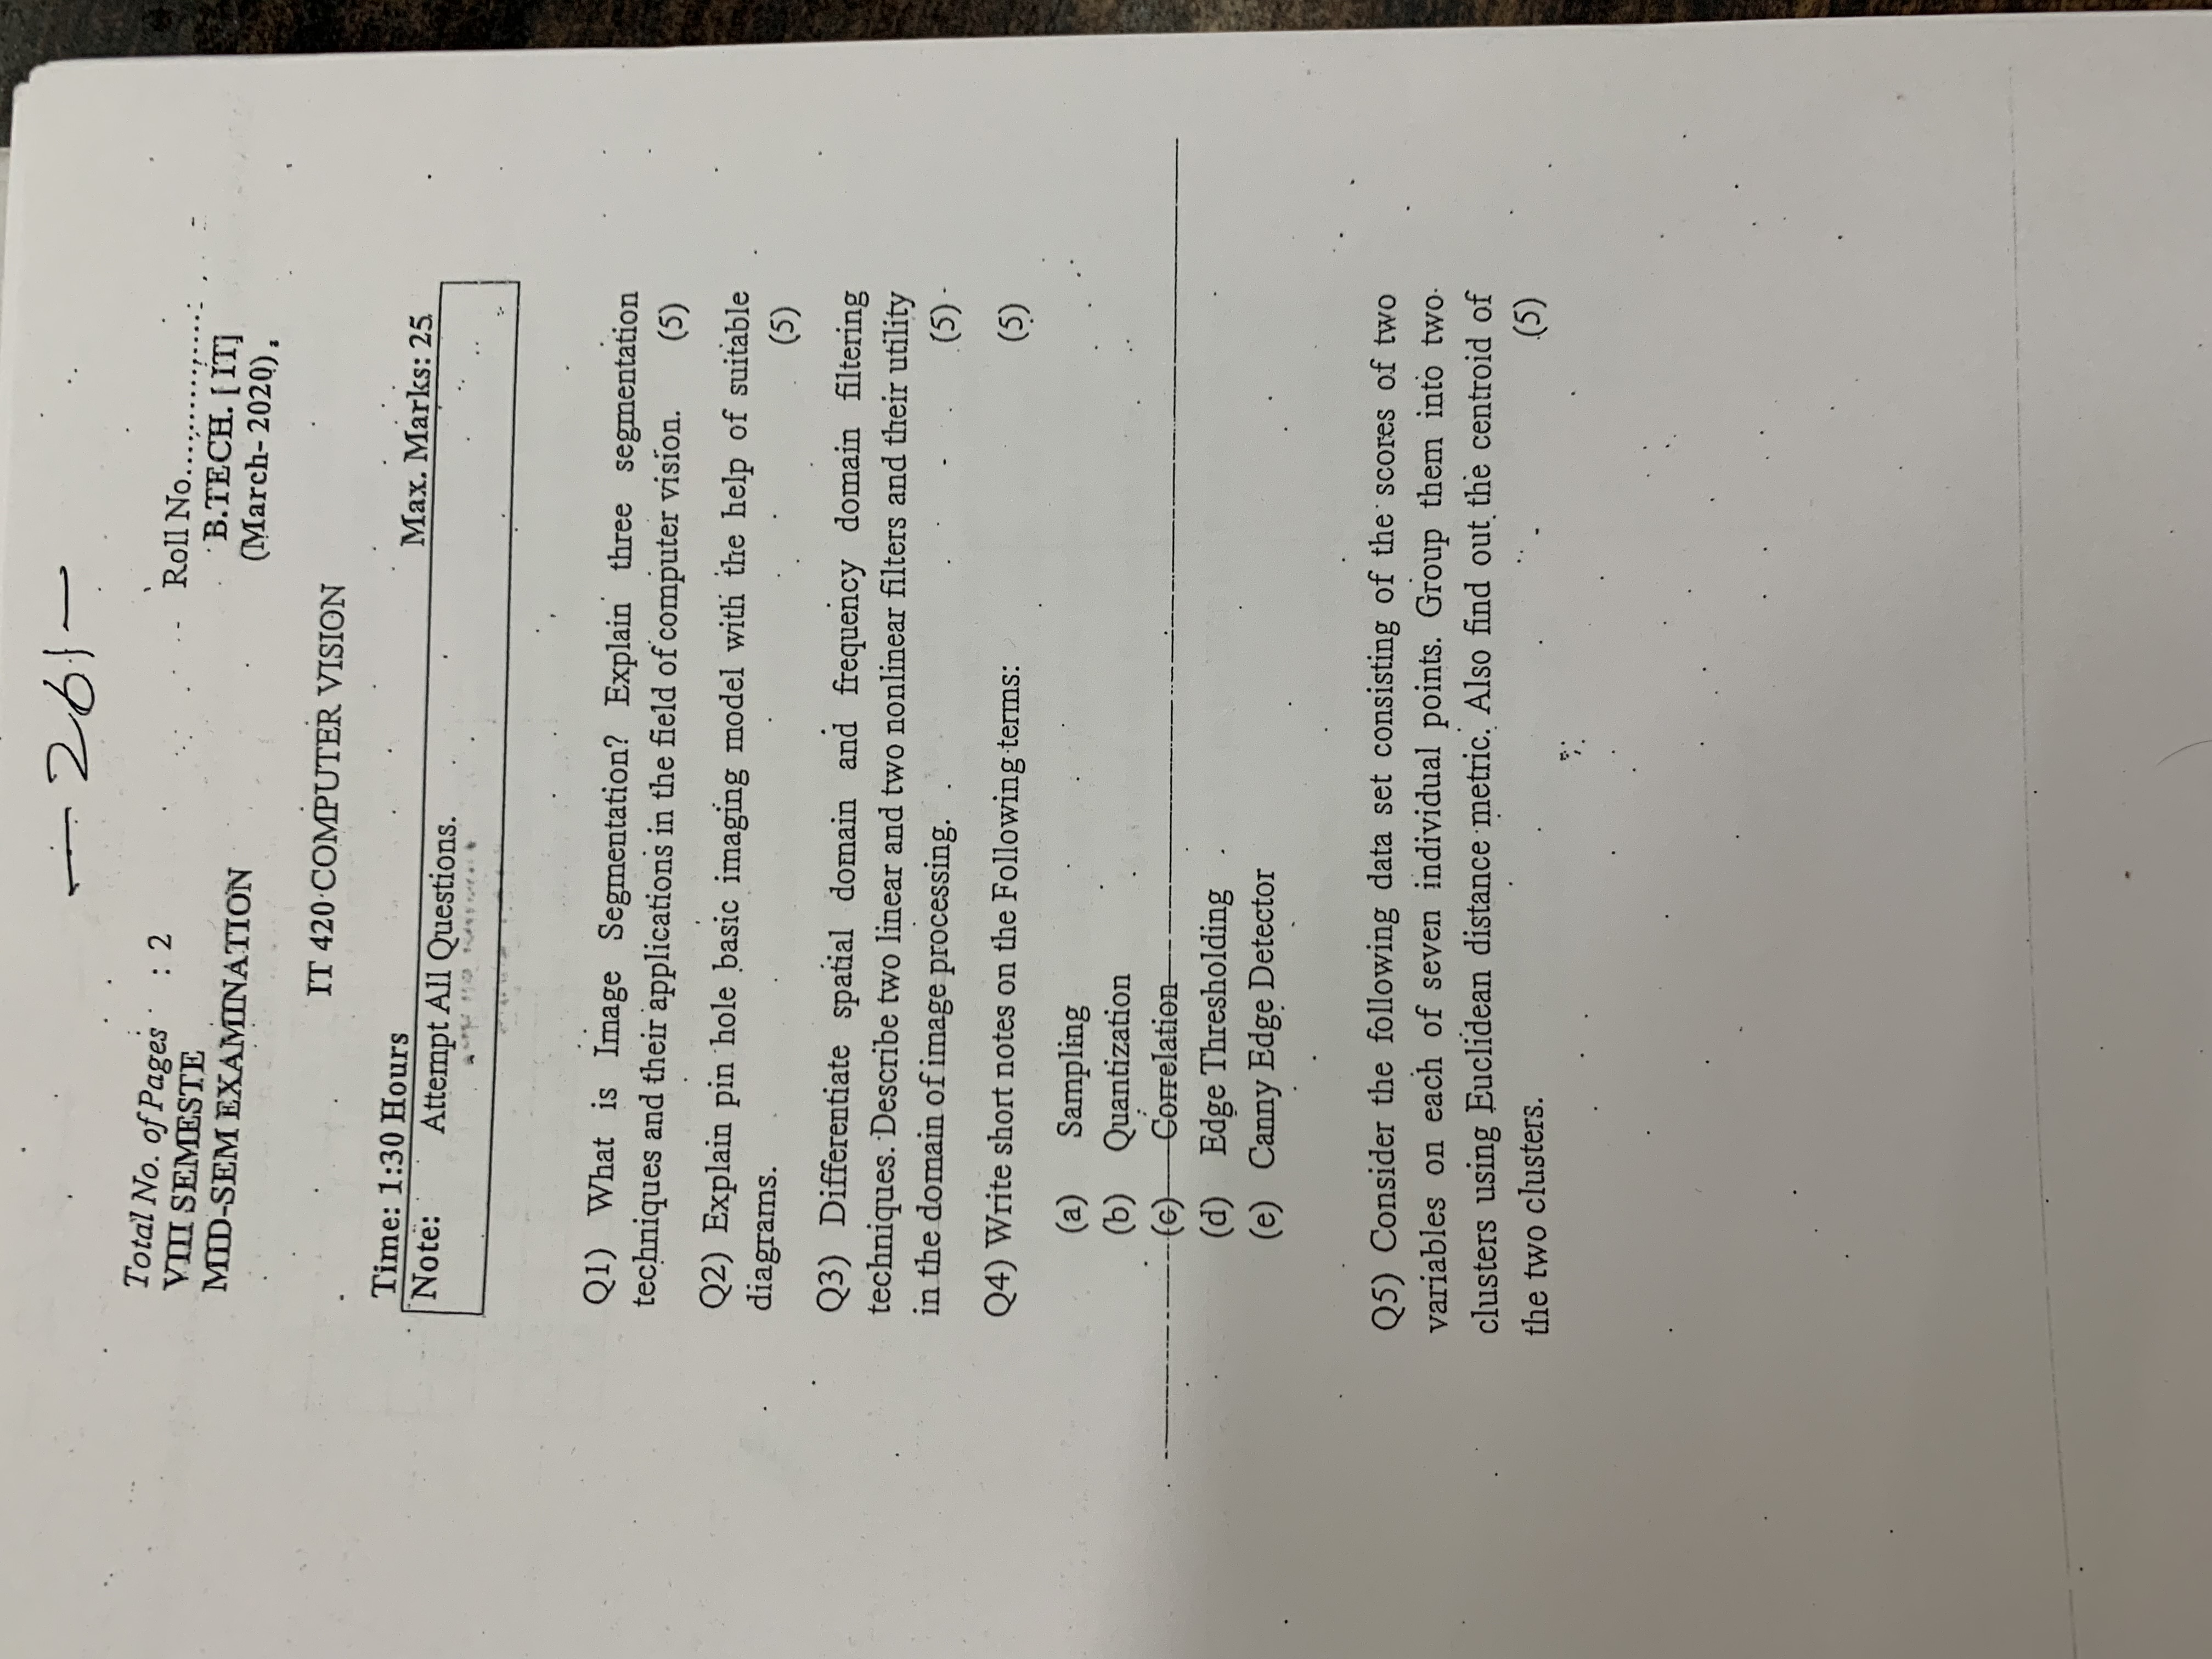 — 261 —
Total No. of Pages : 2
Roll No...................
VIII SEMESTE
B.TECH. [ IT]
MID-SEM EXAMINATION
(March- 2020)
IT 420 COMPUTER VISION
Time: 1:30 Hours
Max. Marks: 25
Note: Attempt All Questions.
Q1) What is Image Segmentation? Explain three segmentation
techniques and their applications in the field of computer vision. (5)
Q2) Explain pin hole basic imaging model with the help of suitable
diagrams. (5)
Q3) Differentiate spatial domain and frequency domain filtering
techniques. Describe two linear and two nonlinear filters and their utility
in the domain of image processing. (5)
Q4) Write short notes on the Following terms: (5)
(a) Sampling
(b) Quantization
(c) Correlation
(d) Edge Thresholding
(e) Canny Edge Detector
Q5) Consider the following data set consisting of the scores of two
variables on each of seven individual points. Group them into two
clusters using Euclidean distance metric. Also find out the centroid of
the two clusters. (5)